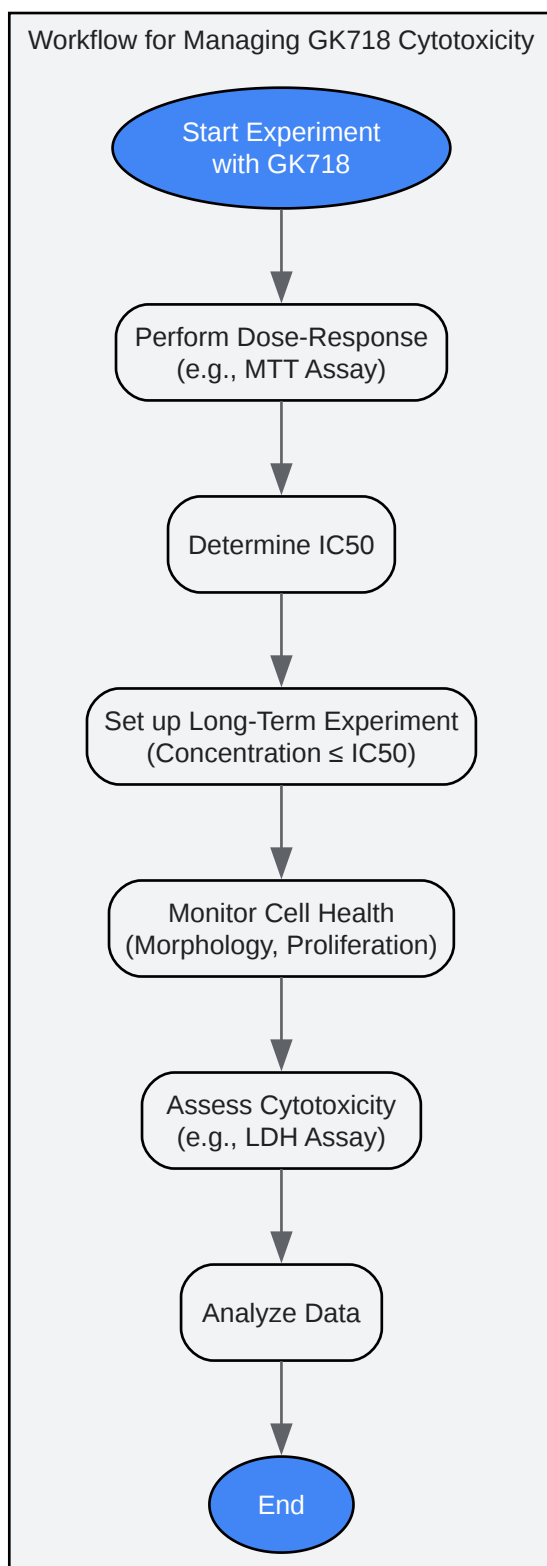 Workflow for Managing GK718 Cytotoxicity
Start Experiment
with GK718
Perform Dose-Response
(e.g., MTT Assay)
Determine IC50
Set up Long-Term Experiment
(Concentration ≤ IC50)
Monitor Cell Health
(Morphology, Proliferation)
Assess Cytotoxicity
(e.g., LDH Assay)
Analyze Data
End